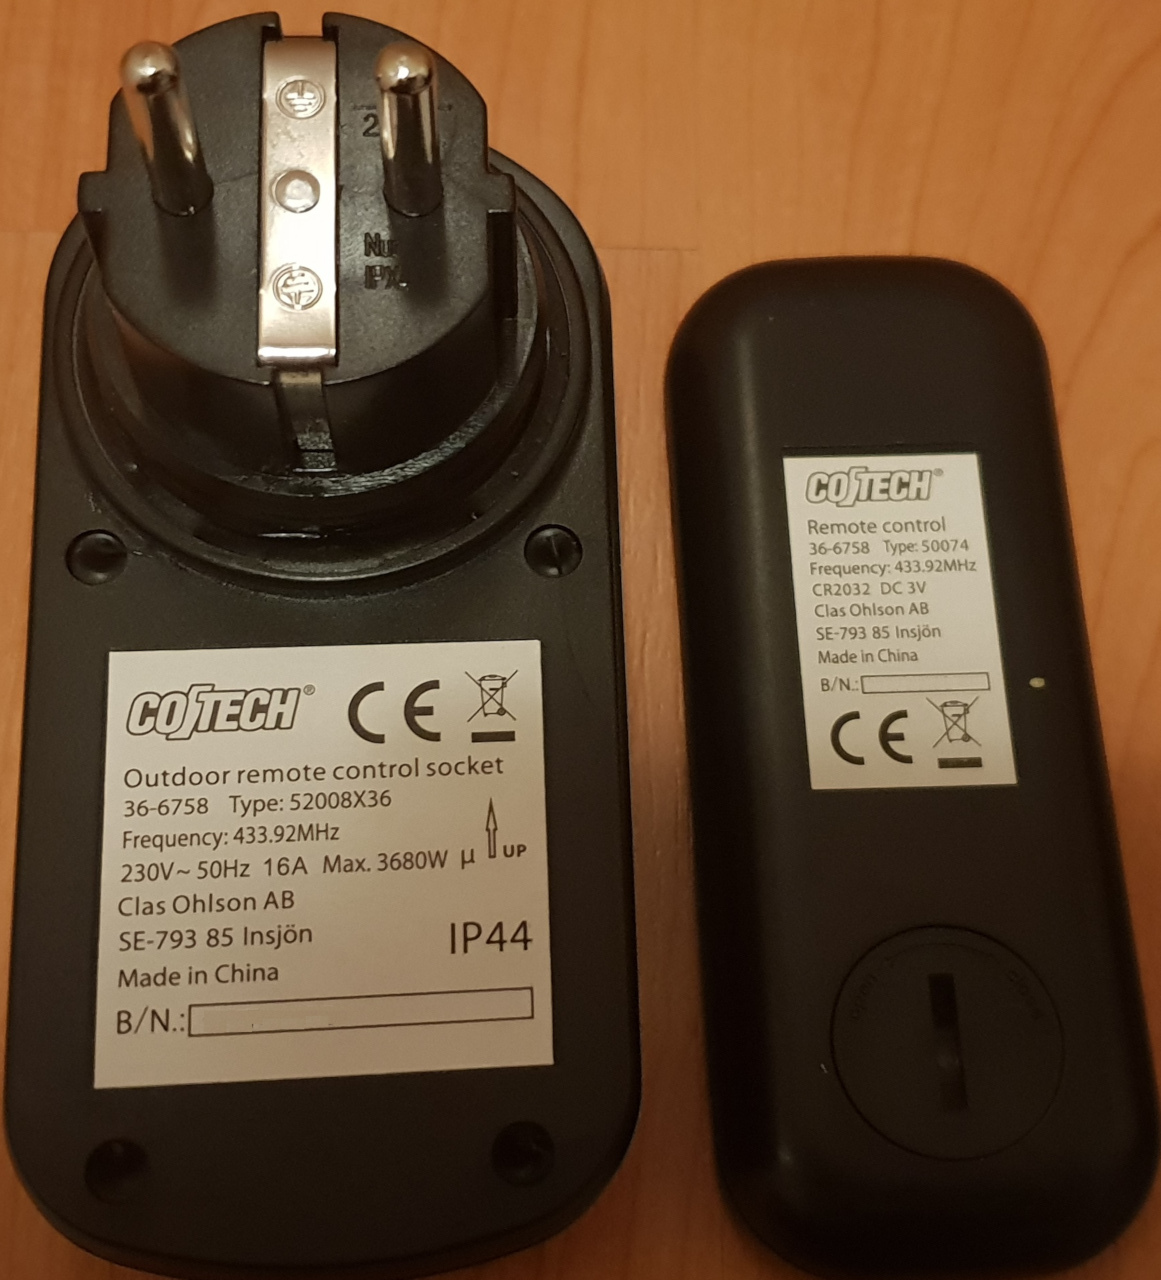 COTECH®
CE
Outdoor remote control socket
36-6758 Type: 52008X36
Frequency: 433.92MHz
230V~ 50Hz 16A Max. 3680W µ
UP
Clas Ohlson AB
SE-793 85 Insjön
IP44
Made in China
B/N.:
COTECH®
Remote control
36-6758 Type: 50074
Frequency: 433.92MHz
CR2032 DC 3V
Clas Ohlson AB
SE-793 85 Insjön
Made in China
B/N.:
CE